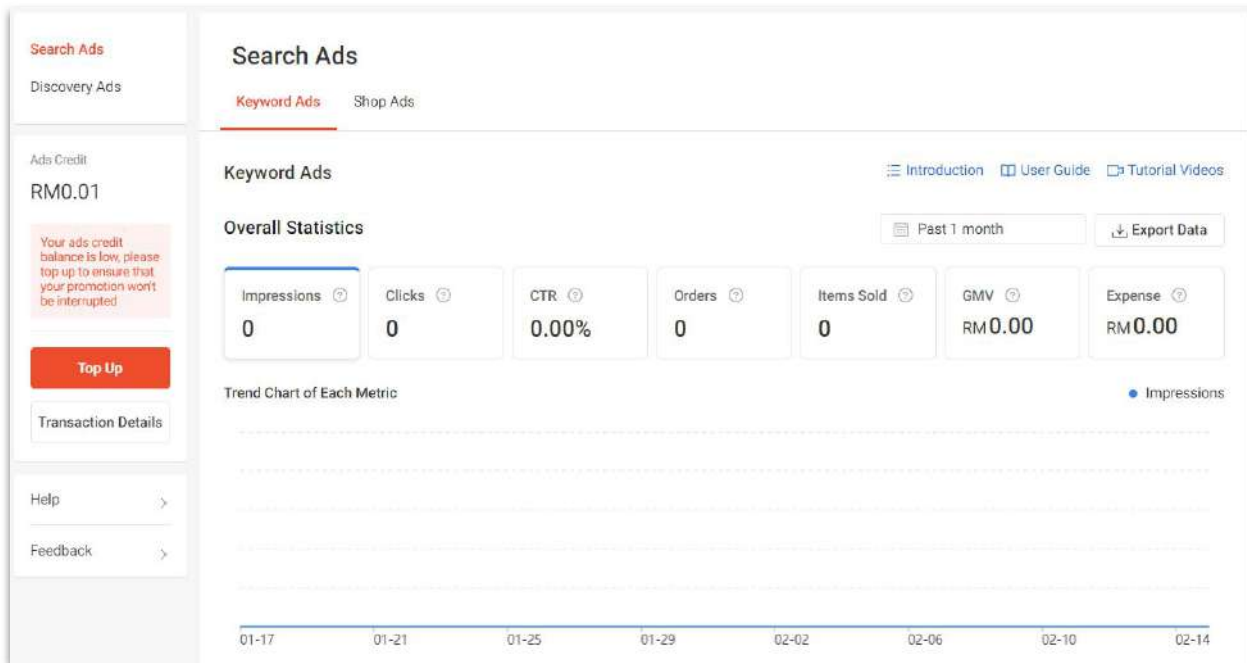 Search Ads
Discovery Ads
Ads Credit
RM0.01
Your ads credit
balance is low, please
top up to ensure that
your promotion won't
be interrupted
Top Up
Transaction Details
Help
Feedback
Search Ads
Keyword Ads Shop Ads
Keyword Ads
Introduction User Guide Tutorial Videos
Overall Statistics
Past 1 month Export Data
Impressions Clicks CTR Orders Items Sold GMV Expense
0 0 0.00% 0 0 RM0.00 RM0.00
Trend Chart of Each Metric
Impressions
01-17 01-21 01-25 01-29 02-02 02-06 02-10 02-14